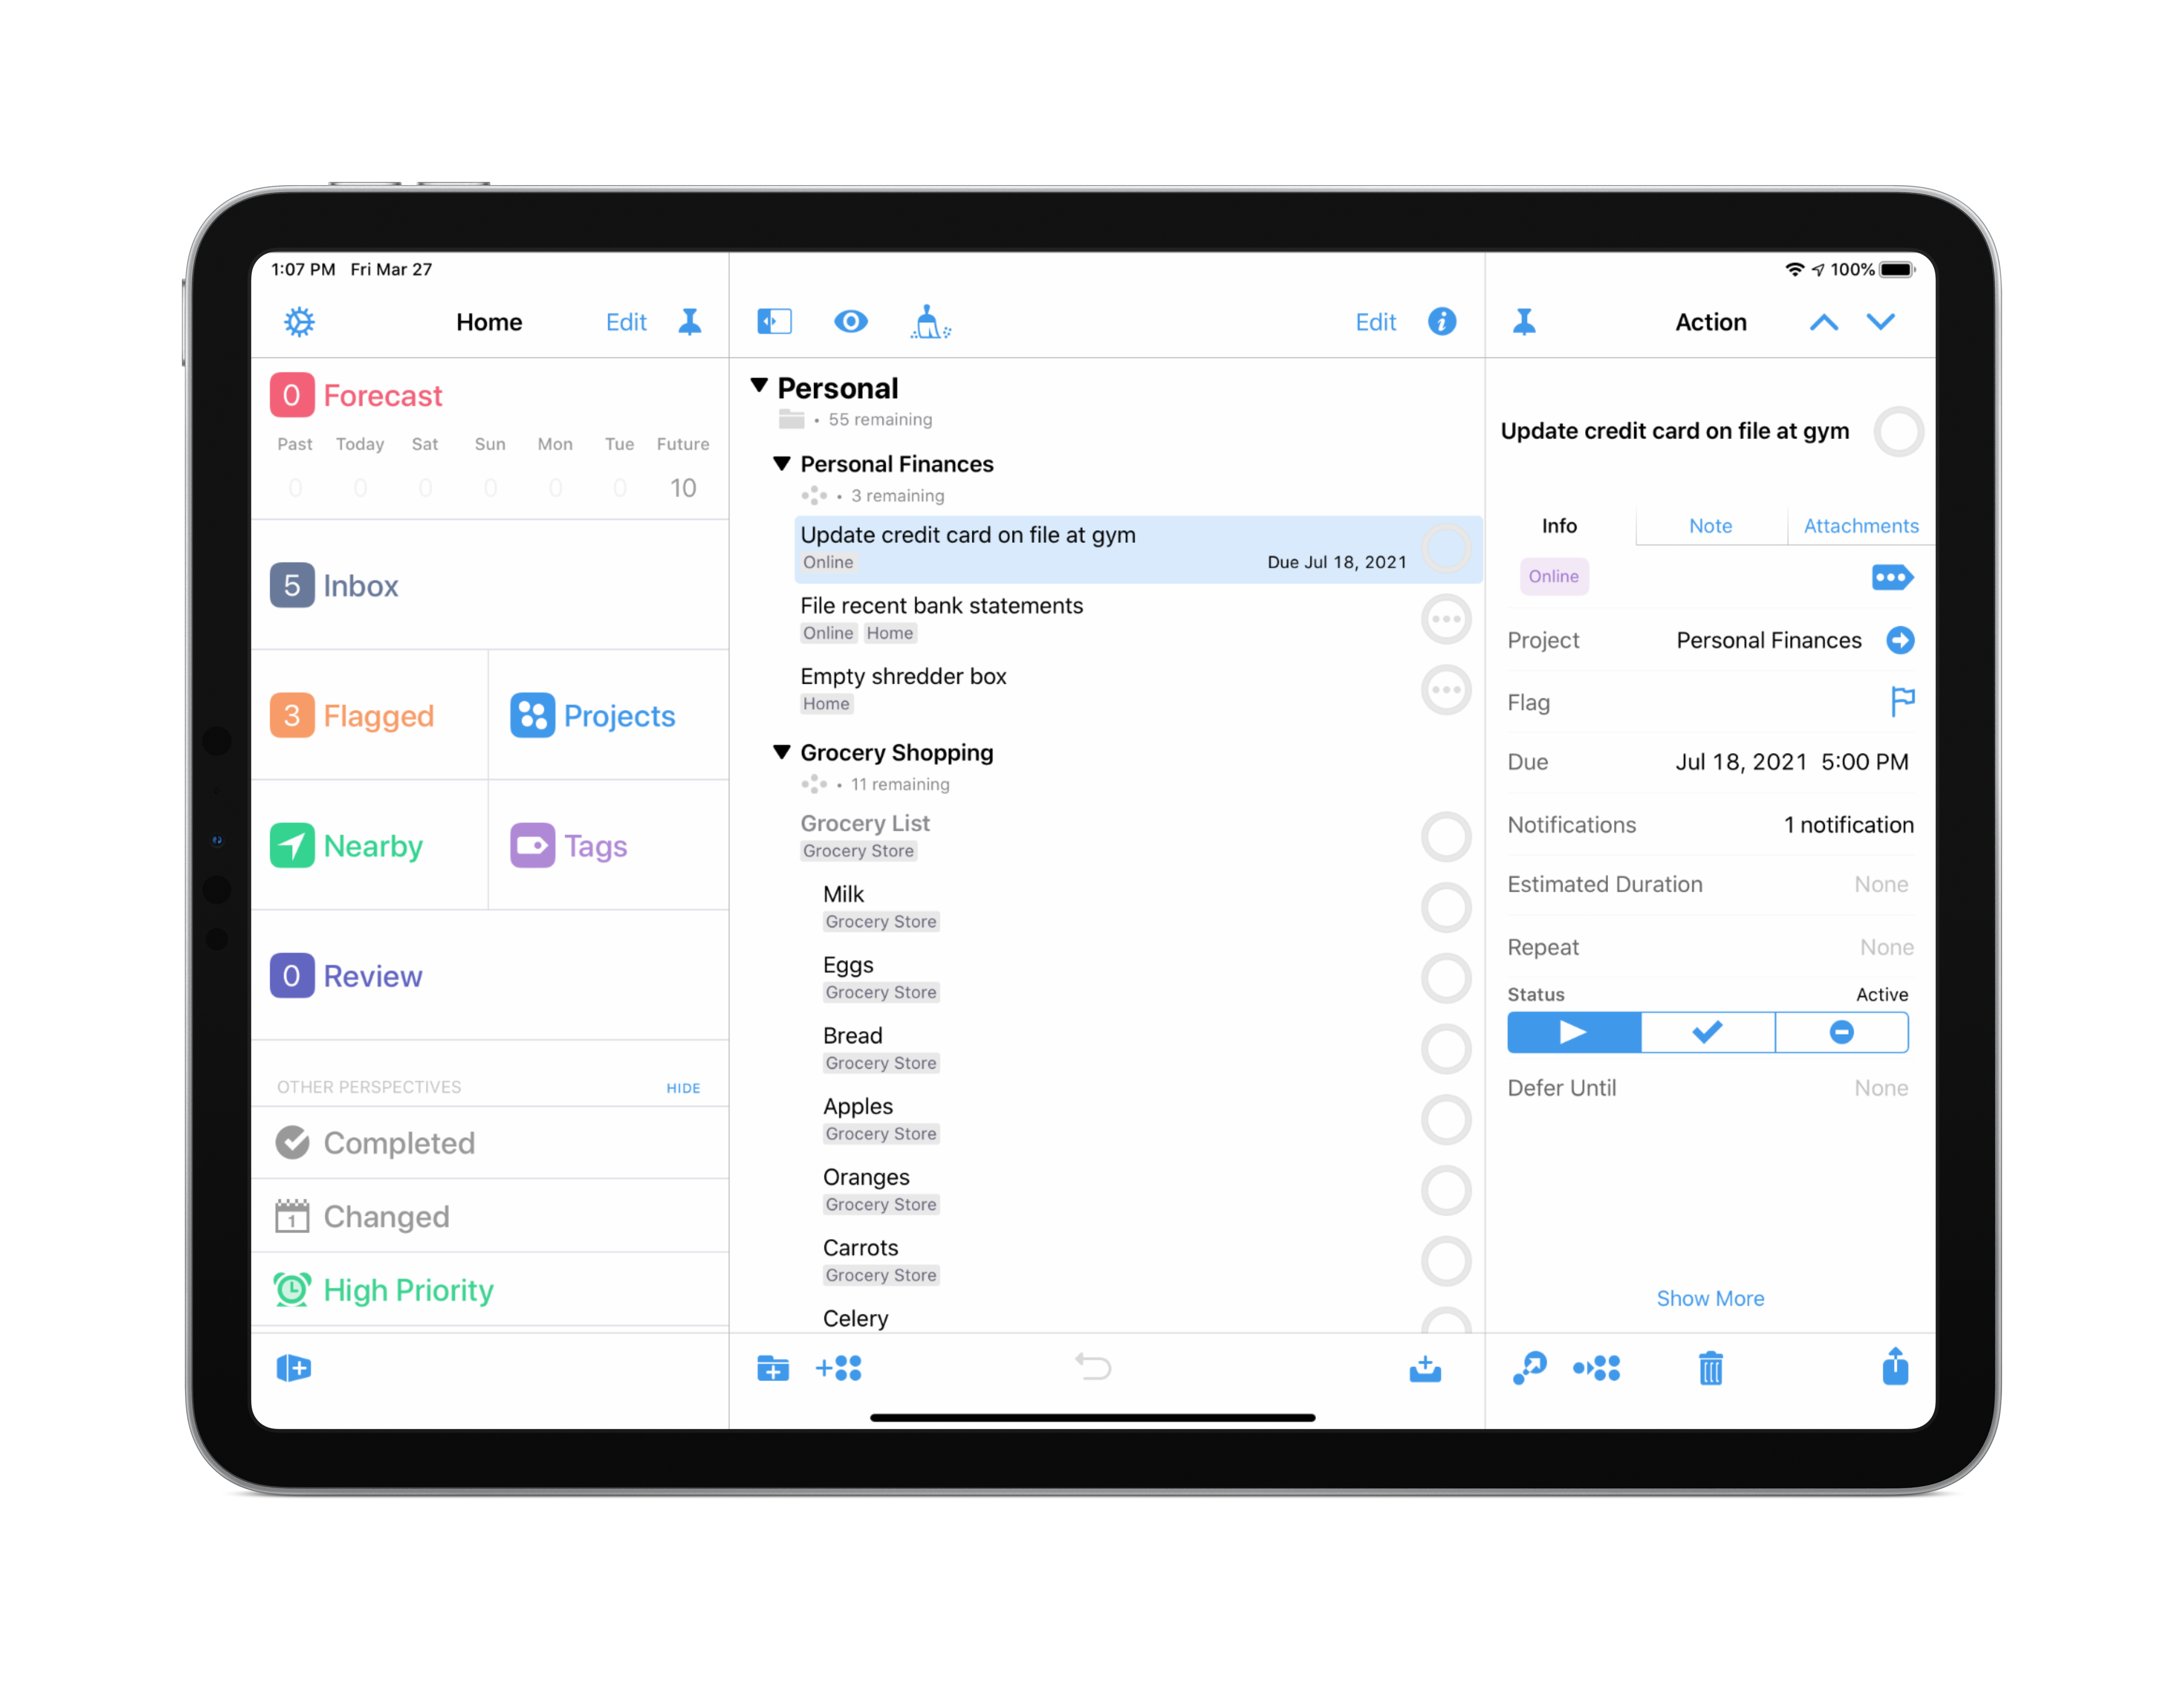 1:07 PM Fri Mar 27
100%
Home
Edit
Edit
Action
0 Forecast
Past Today Sat Sun Mon Tue Future
0 0 0 0 0 0 10
5 Inbox
3 Flagged
Projects
Nearby
Tags
0 Review
OTHER PERSPECTIVES
HIDE
Completed
1 Changed
High Priority
Personal
• 55 remaining
Personal Finances
• 3 remaining
Update credit card on file at gym
Online
Due Jul 18, 2021
File recent bank statements
Online Home
Empty shredder box
Home
Grocery Shopping
• 11 remaining
Grocery List
Grocery Store
Milk
Grocery Store
Eggs
Grocery Store
Bread
Grocery Store
Apples
Grocery Store
Oranges
Grocery Store
Carrots
Grocery Store
Celery
Update credit card on file at gym
Info
Note
Attachments
Online
Project Personal Finances
Flag
Due Jul 18, 2021 5:00 PM
Notifications 1 notification
Estimated Duration None
Repeat None
Status Active
Defer Until None
Show More